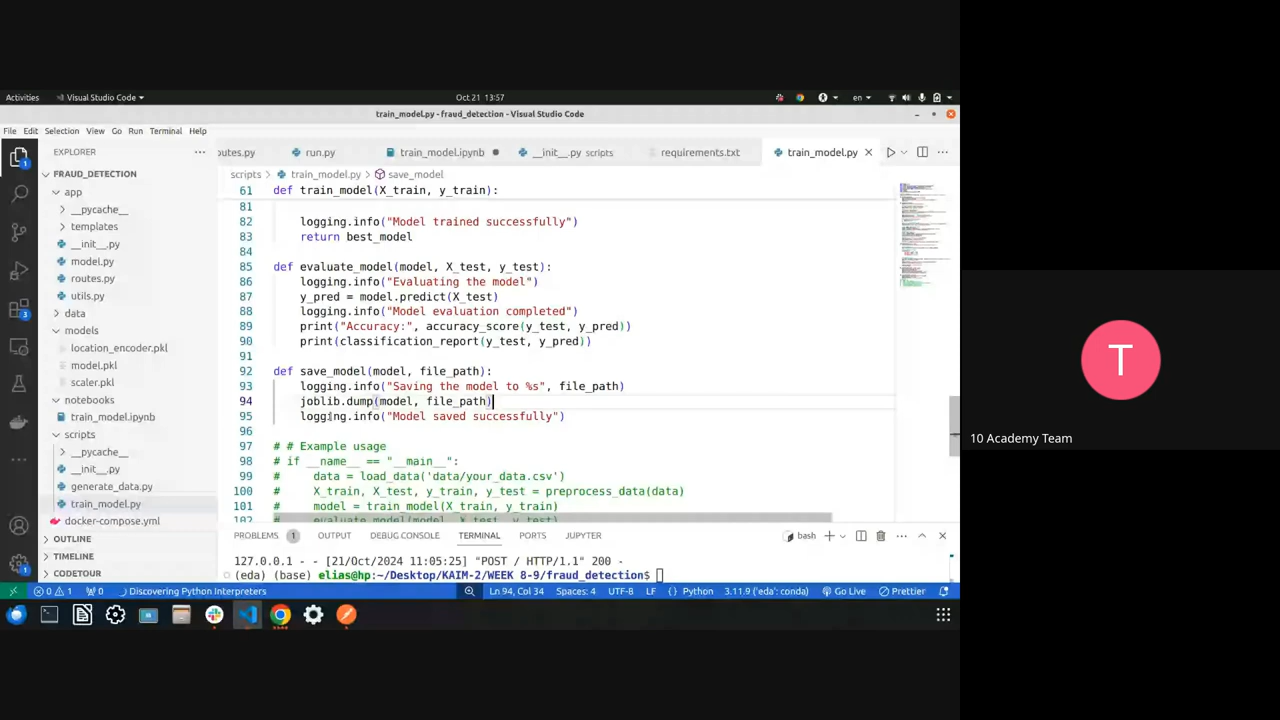 Activities
Visual Studio Code
Oct 21 13:57
en
train_model.py - fraud_detection - Visual Studio Code
File Edit Selection View Go Run Terminal Help
EXPLORER
FRAUD_DETECTION
app
__pycache__
templates
__init__.py
model.py
routes.py
utils.py
data
models
location_encoder.pkl
model.pkl
scaler.pkl
notebooks
train_model.ipynb
scripts
__pycache__
__init__.py
generate_data.py
train_model.py
docker-compose.yml
OUTLINE
TIMELINE
CODETOUR
outes.py
run.py
train_model.ipynb
__init__.py scripts
requirements.txt
train_model.py
scripts > train_model.py > save_model
61 def train_model(X_train, y_train):
81
82 logging.info("Model trained successfully")
83 return best_model
84
85 def evaluate_model(model, X_test, y_test):
86 logging.info("Evaluating the model")
87 y_pred = model.predict(X_test)
88 logging.info("Model evaluation completed")
89 print("Accuracy:", accuracy_score(y_test, y_pred))
90 print(classification_report(y_test, y_pred))
91
92 def save_model(model, file_path):
93 logging.info("Saving the model to %s", file_path)
94 joblib.dump(model, file_path)
95 logging.info("Model saved successfully")
96
97 # # Example usage
98 # if __name__ == "__main__":
99 # data = load_data('data/your_data.csv')
100 # X_train, X_test, y_train, y_test = preprocess_data(data)
101 # model = train_model(X_train, y_train)
102 # evaluate_model(model, X_test, y_test)
PROBLEMS 1 OUTPUT DEBUG CONSOLE TERMINAL PORTS JUPYTER
bash
127.0.0.1 - - [21/Oct/2024 11:05:25] "POST / HTTP/1.1" 200 -
(eda) (base) elias@hp:~/Desktop/KAIM-2/WEEK 8-9/fraud_detection$
0 1 0 Discovering Python Interpreters
Ln 94, Col 34 Spaces: 4 UTF-8 LF Python 3.11.9 ('eda': conda) Go Live Prettier
T
10 Academy Team